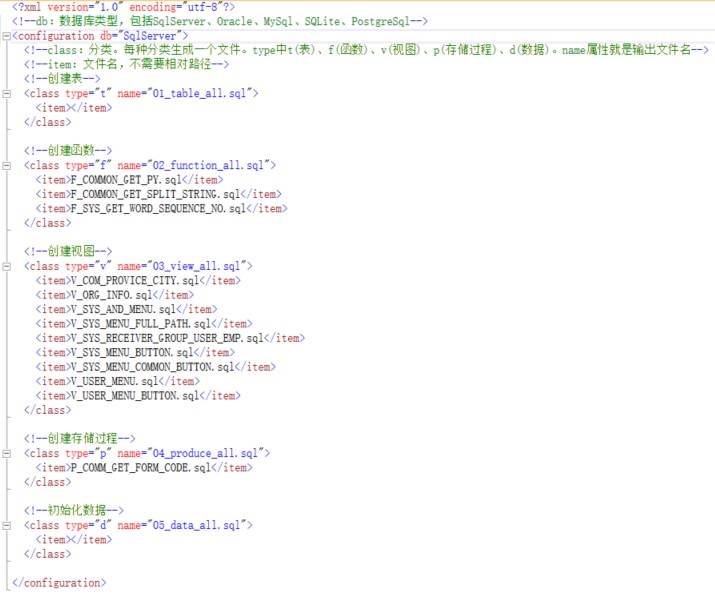 <?xml version="1.0" encoding="utf-8"?>
<!--db：数据库类型，包括SqlServer、Oracle、MySql、SQLite、PostgreSql-->
<configuration db="SqlServer">
<!--class：分类。每种分类生成一个文件。type中t(表)、f(函数)、v(视图)、p(存储过程)、d(数据)。name属性就是输出文件名-->
<!--item：文件名，不需要相对路径-->
<!--创建表-->
<class type="t" name="01_table_all.sql">
<item></item>
</class>
<!--创建函数-->
<class type="f" name="02_function_all.sql">
<item>F_COMMON_GET_PY.sql</item>
<item>F_COMMON_GET_SPLIT_STRING.sql</item>
<item>F_SYS_GET_WORD_SEQUENCE_NO.sql</item>
</class>
<!--创建视图-->
<class type="v" name="03_view_all.sql">
<item>V_COM_PROVICE_CITY.sql</item>
<item>V_ORG_INFO.sql</item>
<item>V_SYS_AND_MENU.sql</item>
<item>V_SYS_MENU_FULL_PATH.sql</item>
<item>V_SYS_RECEIVER_GROUP_USER_EMP.sql</item>
<item>V_SYS_MENU_BUTTON.sql</item>
<item>V_SYS_MENU_COMMON_BUTTON.sql</item>
<item>V_USER_MENU.sql</item>
<item>V_USER_MENU_BUTTON.sql</item>
</class>
<!--创建存储过程-->
<class type="p" name="04_produce_all.sql">
<item>P_COMM_GET_FORM_CODE.sql</item>
</class>
<!--初始化数据-->
<class type="d" name="05_data_all.sql">
<item></item>
</class>
</configuration>